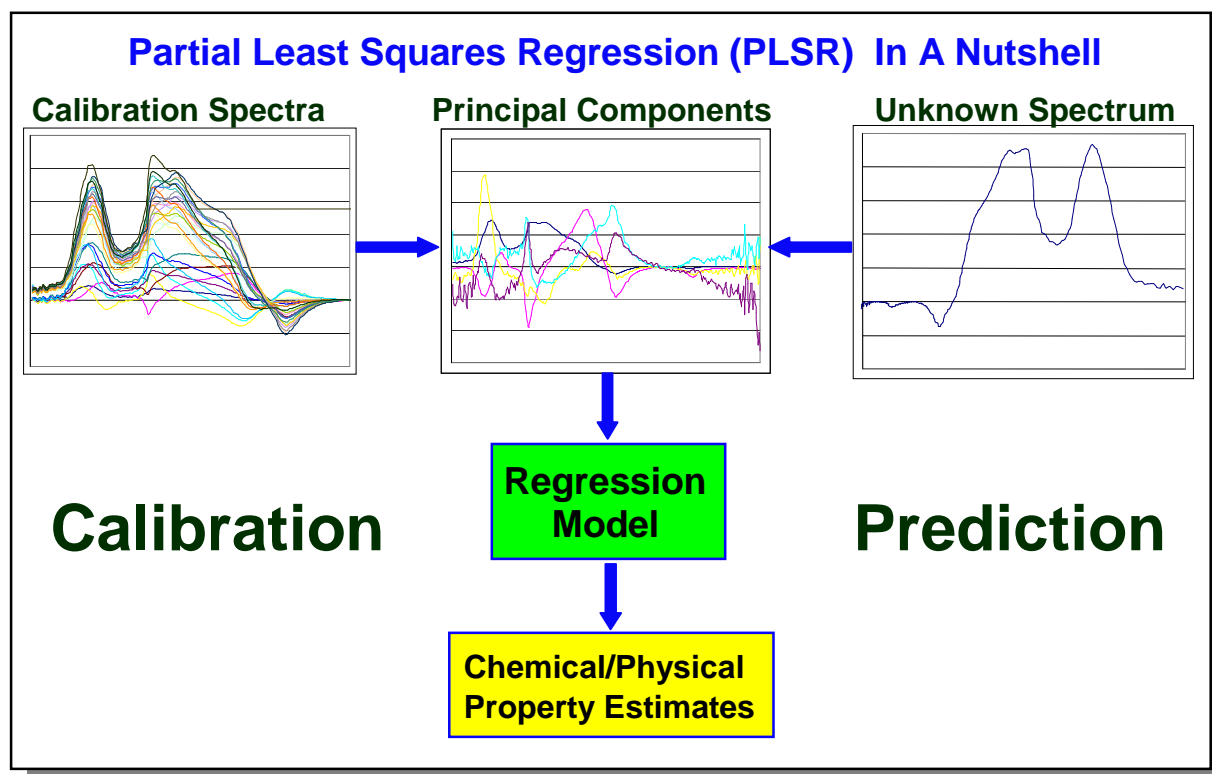 Partial Least Squares Regression (PLSR) In A Nutshell
Calibration Spectra
Principal Components
Unknown Spectrum
Calibration
Regression
Model
Prediction
Chemical/Physical
Property Estimates